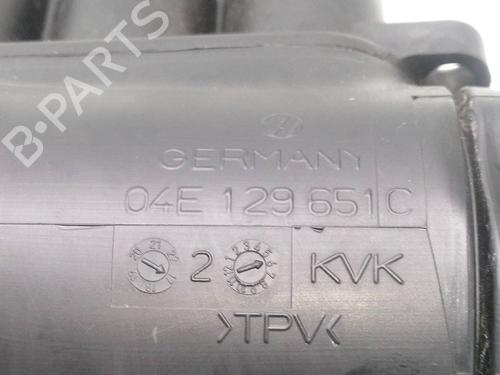 B-PARTS
GERMANY
04E 129 651 C
2 KVK
>TPV<